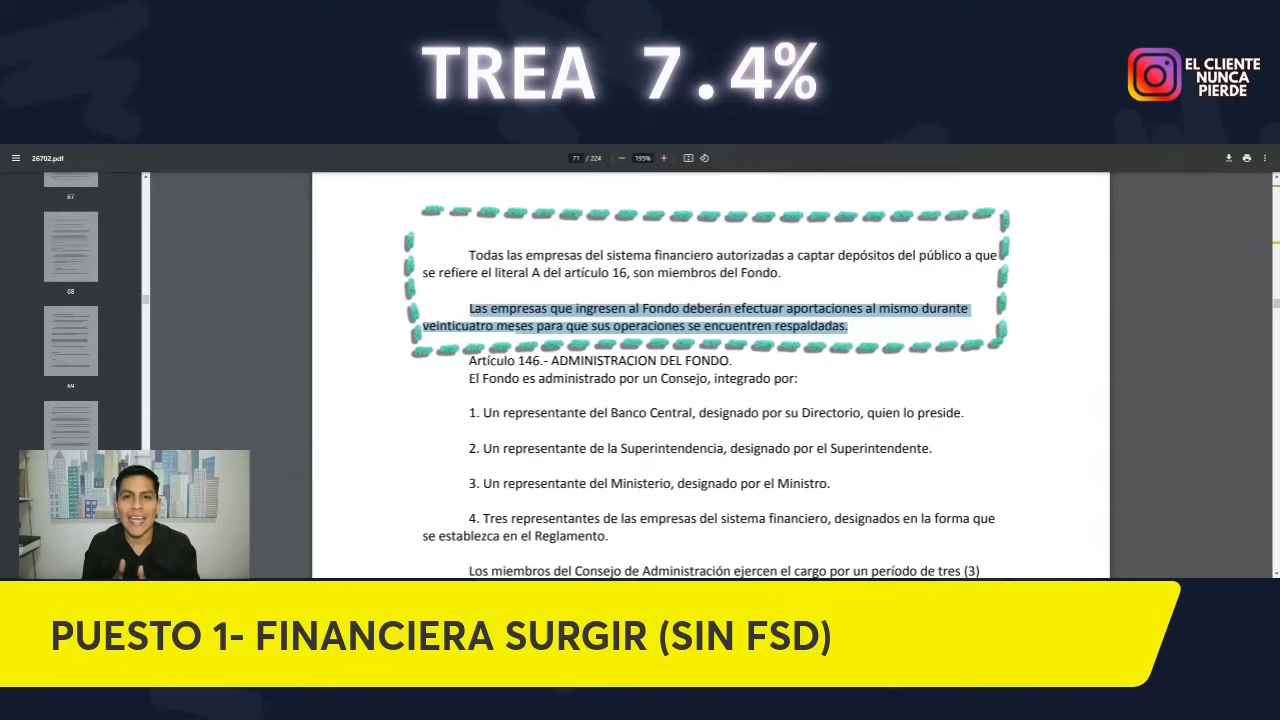 TREA 7.4%
EL CLIENTE
NUNCA
PIERDE
26702.pdf
71 / 224
195%
67
68
69
Todas las empresas del sistema financiero autorizadas a captar depósitos del público a que
se refiere el literal A del artículo 16, son miembros del Fondo.
Las empresas que ingresen al Fondo deberán efectuar aportaciones al mismo durante
veinticuatro meses para que sus operaciones se encuentren respaldadas.
Artículo 146.- ADMINISTRACION DEL FONDO.
El Fondo es administrado por un Consejo, integrado por:
1. Un representante del Banco Central, designado por su Directorio, quien lo preside.
2. Un representante de la Superintendencia, designado por el Superintendente.
3. Un representante del Ministerio, designado por el Ministro.
4. Tres representantes de las empresas del sistema financiero, designados en la forma que
se establezca en el Reglamento.
Los miembros del Consejo de Administración ejercen el cargo por un período de tres (3)
PUESTO 1- FINANCIERA SURGIR (SIN FSD)